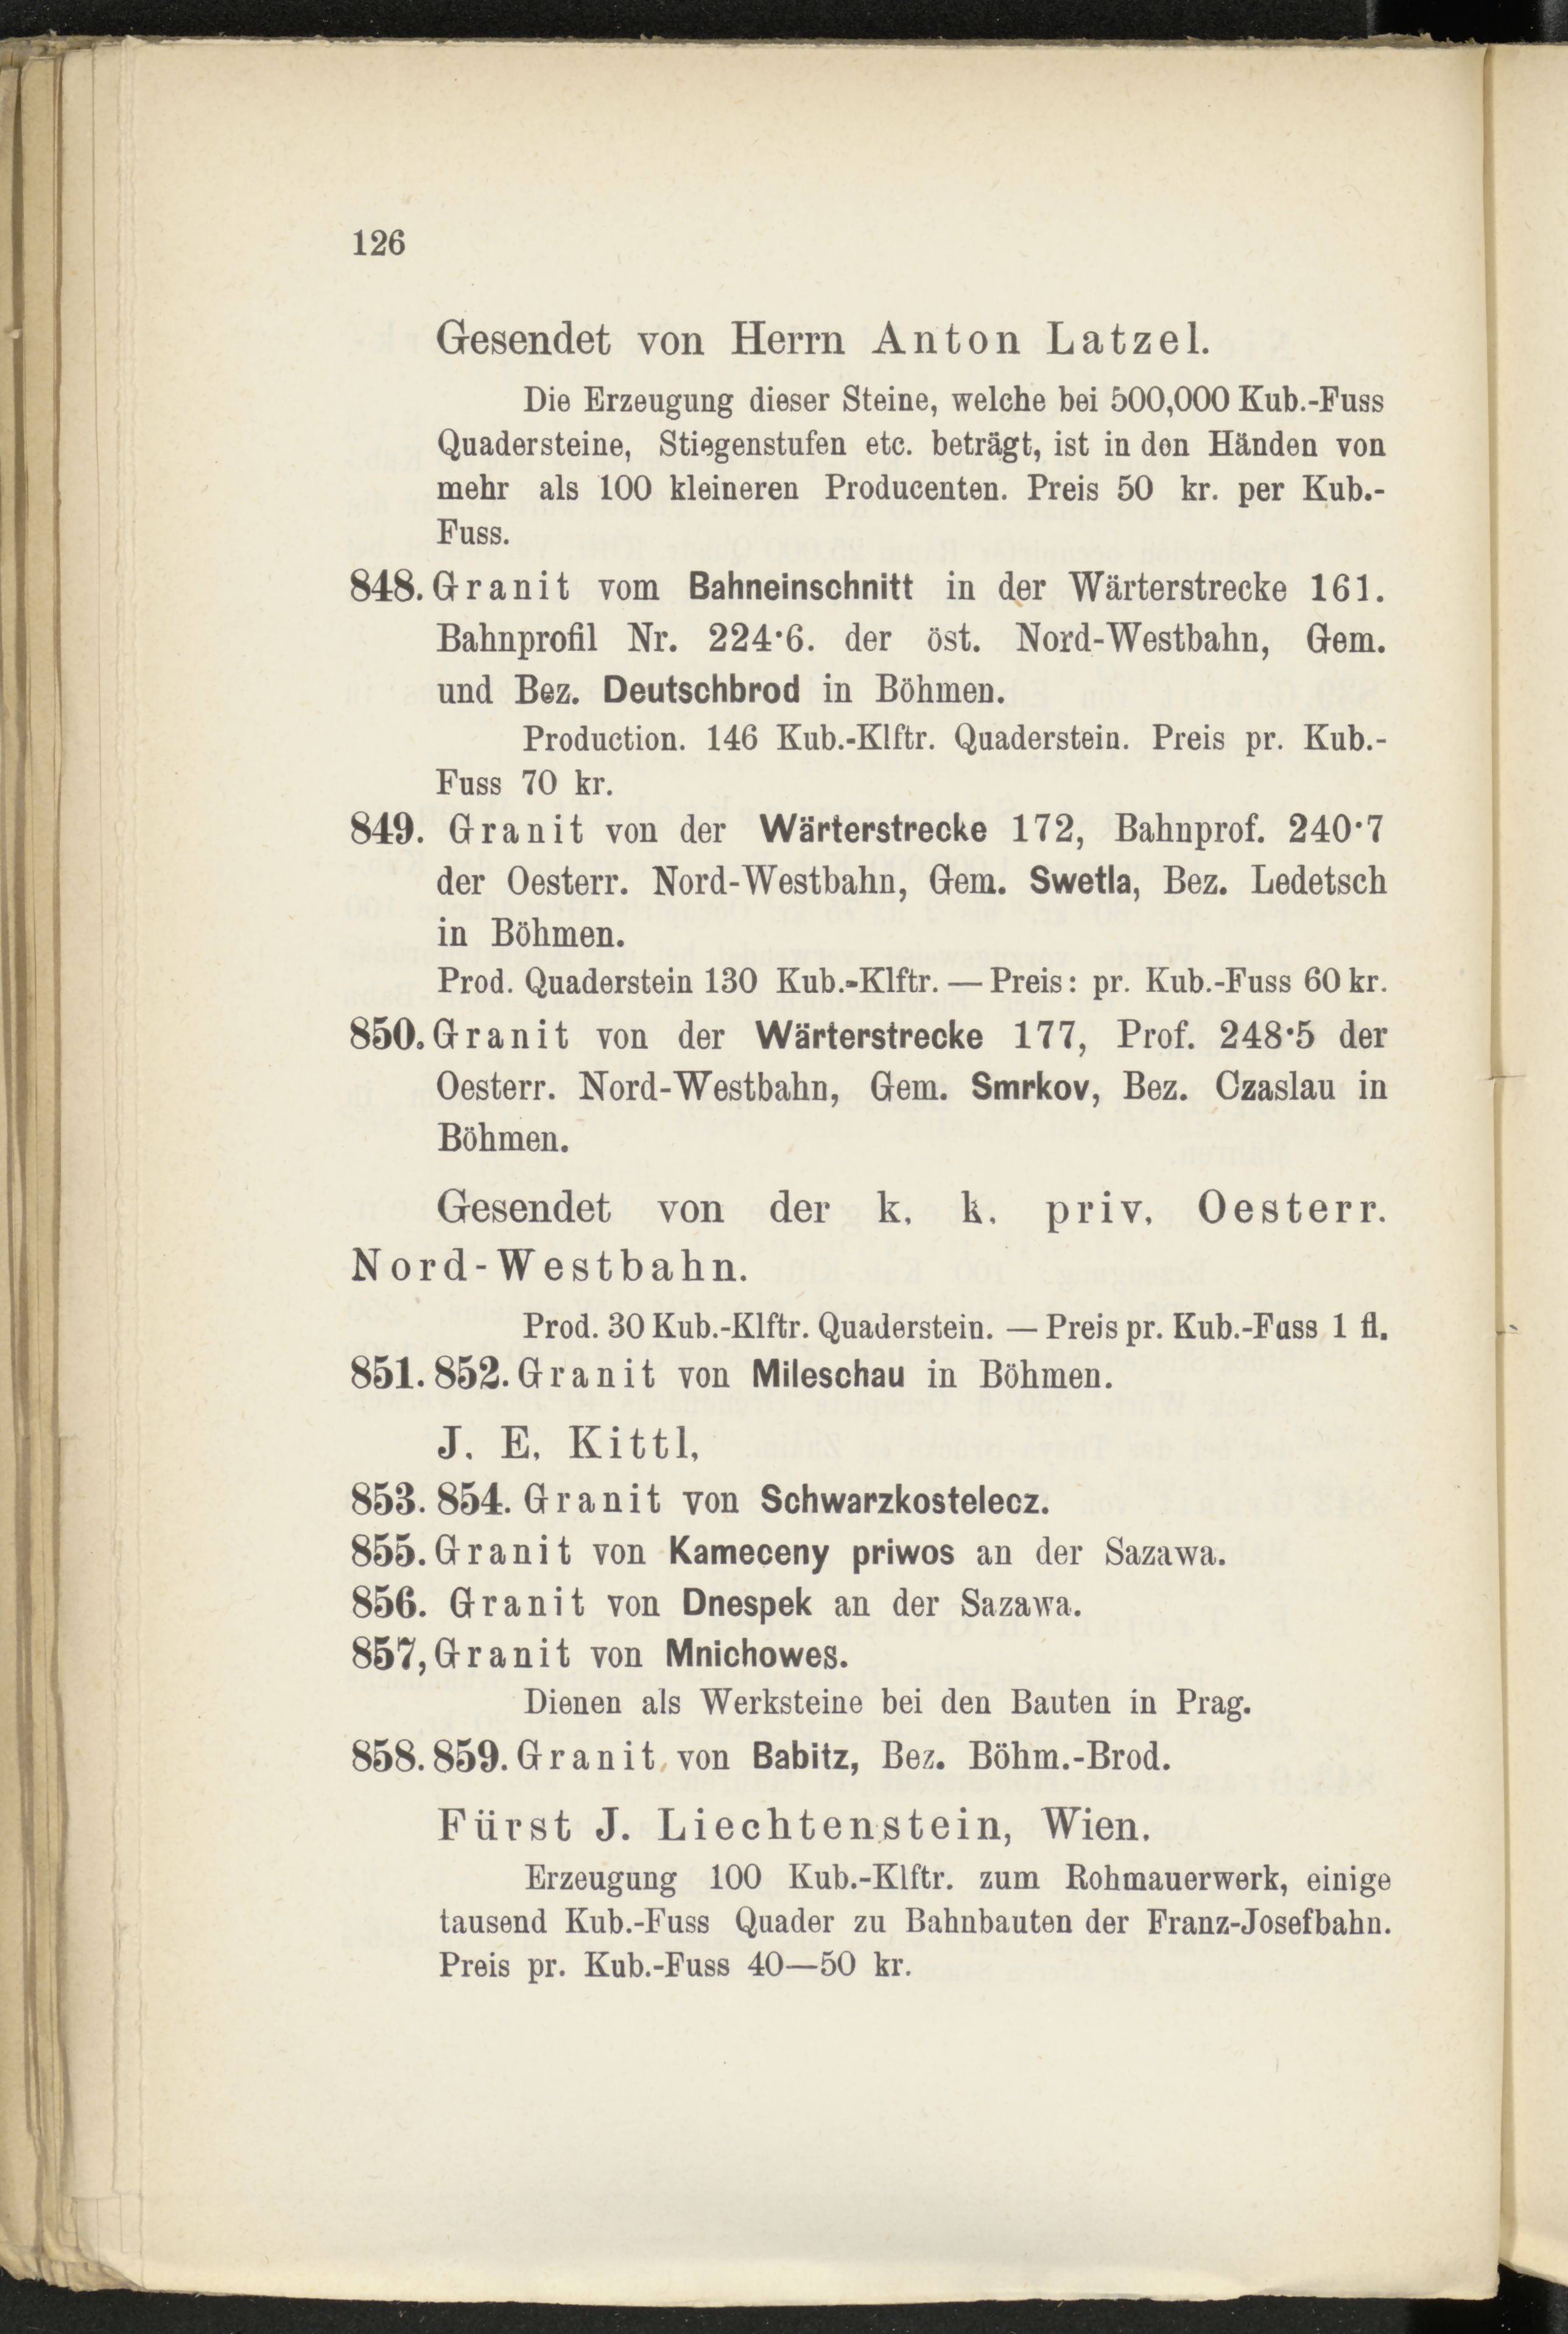 126
Gesendet von Herrn Anton Latzel.
Die Erzeugung dieser Steine, welche bei 500,000 Kub.-Fuss
Quadersteine, Stiegenstufen etc. beträgt, ist in den Händen von
mehr als 100 kleineren Producenten. Preis 50 kr. per Kub.-
Fuss.
848. Granit vom Bahneinschnitt in der Wärterstrecke 161.
Bahnprofil Nr. 224·6. der öst. Nord-Westbahn, Gem.
und Bez. Deutschbrod in Böhmen.
Production. 146 Kub.-Klftr. Quaderstein. Preis pr. Kub.-
Fuss 70 kr.
849. Granit von der Wärterstrecke 172, Bahnprof. 240·7
der Oesterr. Nord-Westbahn, Gem. Swetla, Bez. Ledetsch
in Böhmen.
Prod. Quaderstein 130 Kub.-Klftr. — Preis: pr. Kub.-Fuss 60 kr.
850. Granit von der Wärterstrecke 177, Prof. 248·5 der
Oesterr. Nord-Westbahn, Gem. Smrkov, Bez. Czaslau in
Böhmen.
Gesendet von der k. k. priv. Oesterr.
Nord-Westbahn.
Prod. 30 Kub.-Klftr. Quaderstein. — Preis pr. Kub.-Fuss 1 fl.
851. 852. Granit von Mileschau in Böhmen.
J. E. Kittl,
853. 854. Granit von Schwarzkostelecz.
855. Granit von Kameceny priwos an der Sazawa.
856. Granit von Dnespek an der Sazawa.
857, Granit von Mnichowes.
Dienen als Werksteine bei den Bauten in Prag.
858. 859. Granit von Babitz, Bez. Böhm.-Brod.
Fürst J. Liechtenstein, Wien.
Erzeugung 100 Kub.-Klftr. zum Rohmauerwerk, einige
tausend Kub.-Fuss Quader zu Bahnbauten der Franz-Josefbahn.
Preis pr. Kub.-Fuss 40—50 kr.